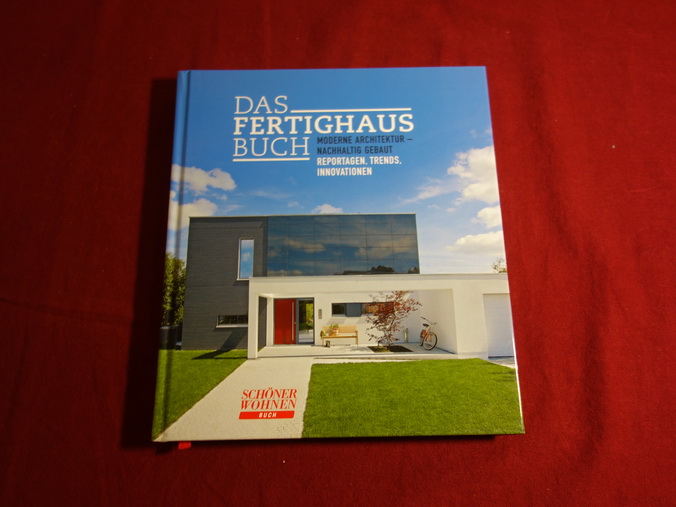 DAS
FERTIGHAUS
BUCH
MODERNE ARCHITEKTUR –
NACHHALTIG GEBAUT
REPORTAGEN, TRENDS,
INNOVATIONEN
SCHÖNER
WOHNEN
BUCH